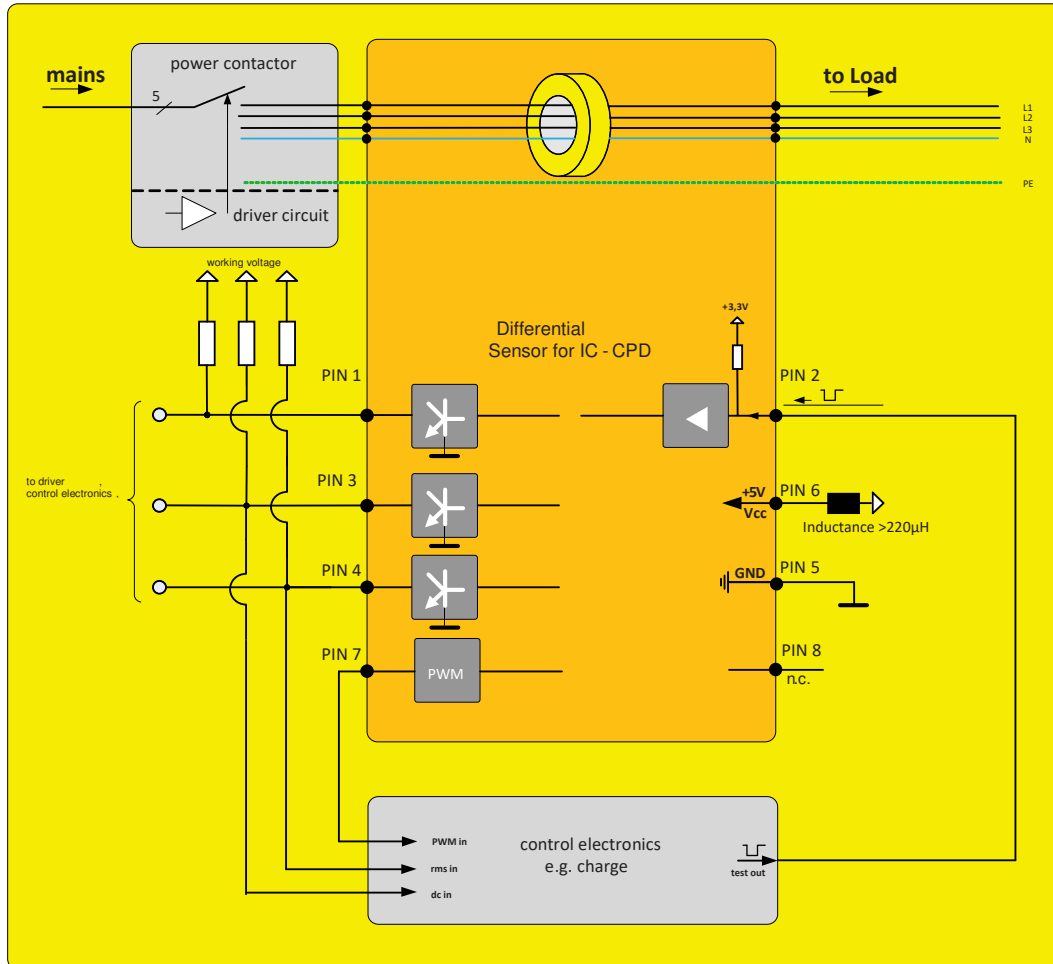 mains
power contactor
5
driver circuit
to Load
L1
L2
L3
N
PE
working voltage
+3,3V
Differential
Sensor for IC - CPD
PIN 1
PIN 2
to driver ,
control electronics .
PIN 3
+5V
Vcc
PIN 6
Inductance >220µH
PIN 4
GND
PIN 5
PIN 7
PWM
PIN 8
n.c.
PWM in
rms in
dc in
control electronics
e.g. charge
test out